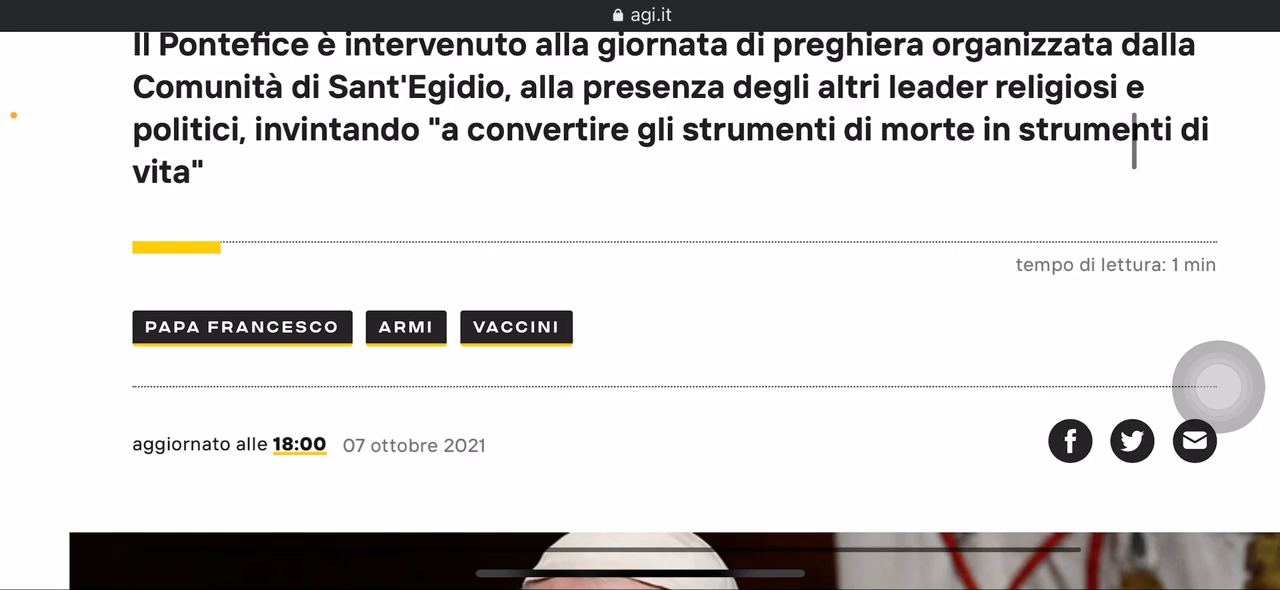 agi.it
Il Pontefice è intervenuto alla giornata di preghiera organizzata dalla
Comunità di Sant'Egidio, alla presenza degli altri leader religiosi e
politici, invintando "a convertire gli strumenti di morte in strumenti di
vita"
tempo di lettura: 1 min
PAPA FRANCESCO ARMI VACCINI
aggiornato alle 18:00 07 ottobre 2021